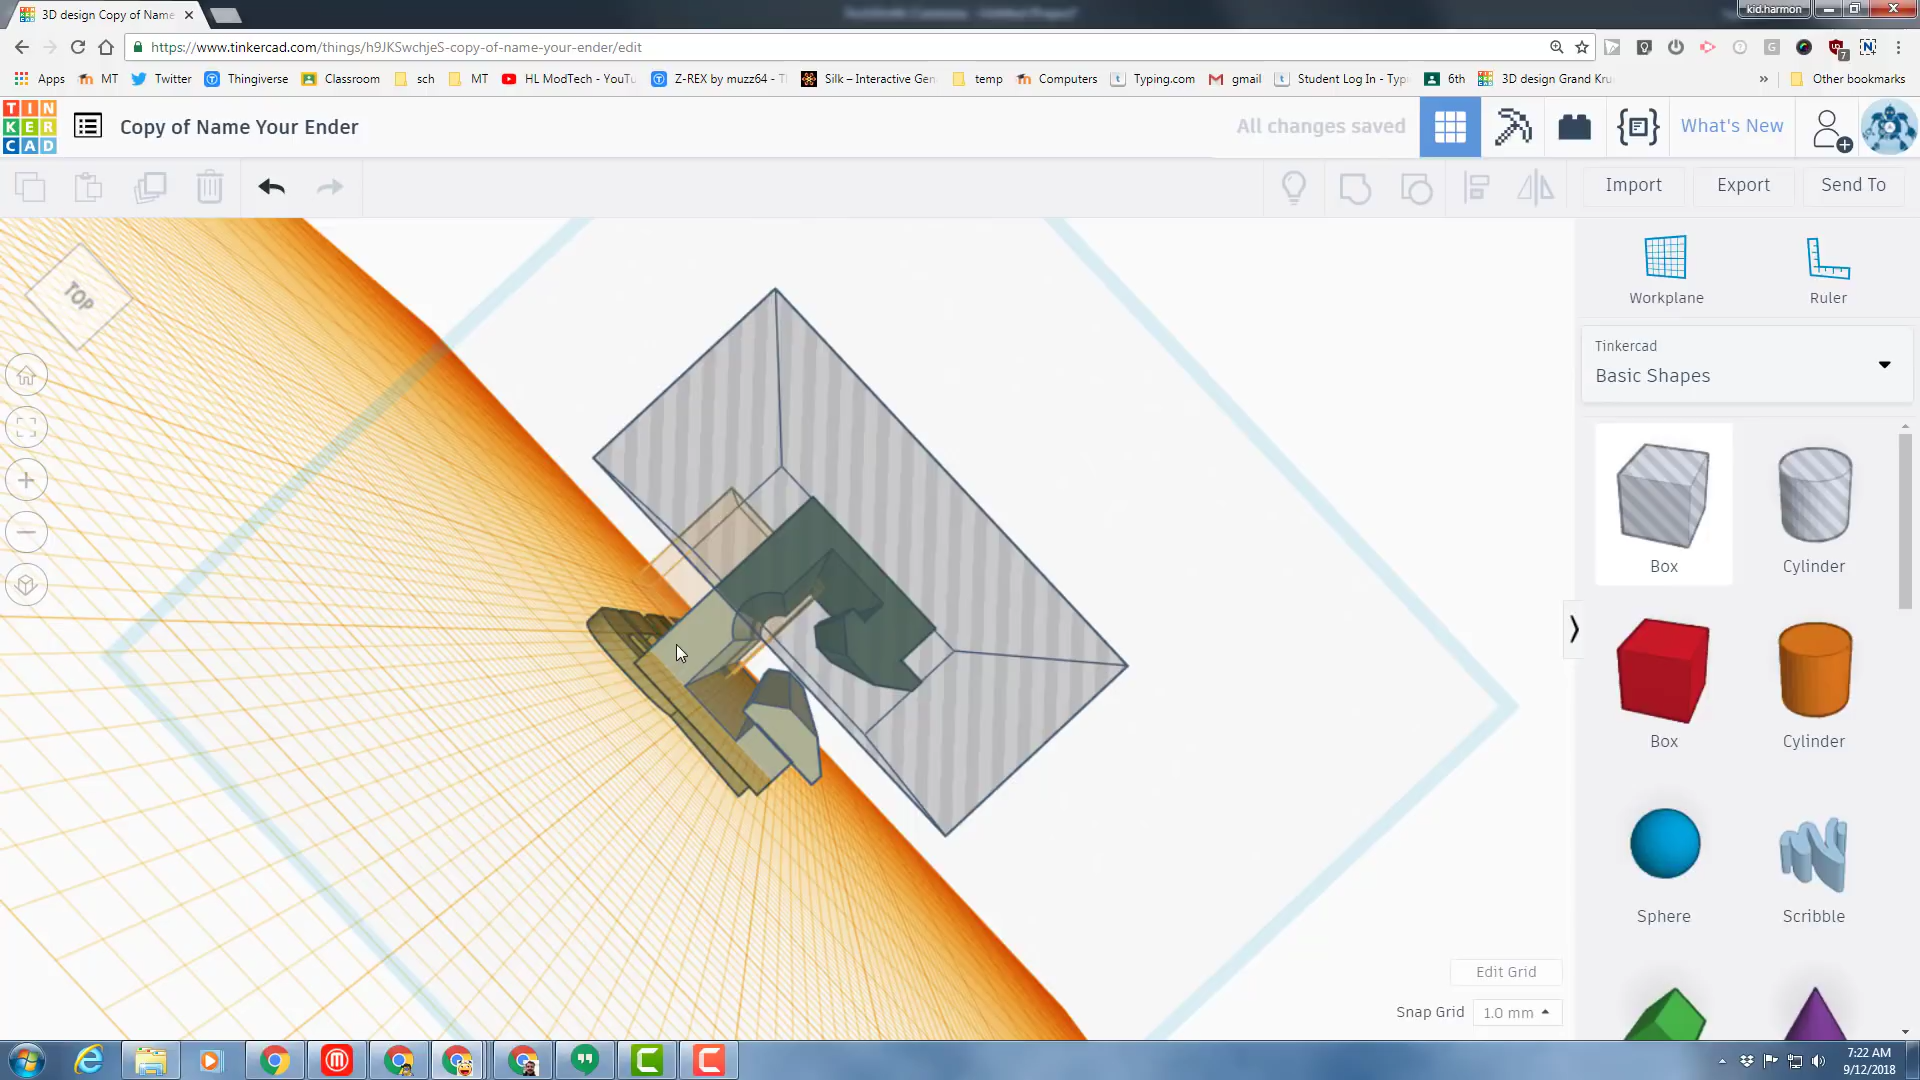 3D design Copy of Name
kid.harmon
https://www.tinkercad.com/things/h9JKSwchjeS-copy-of-name-your-ender/edit
Apps MT Twitter Thingiverse Classroom sch MT HL ModTech - YouTu Z-REX by muzz64 - T Silk – Interactive Gen temp Computers Typing.com gmail Student Log In - Typ 6th 3D design Grand Kru » Other bookmarks
TIN
KER
CAD
Copy of Name Your Ender
All changes saved
What's New
Import
Export
Send To
TOP
Workplane
Ruler
Tinkercad
Basic Shapes
Box
Cylinder
Box
Cylinder
Sphere
Scribble
Edit Grid
Snap Grid
1.0 mm
7:22 AM
9/12/2018